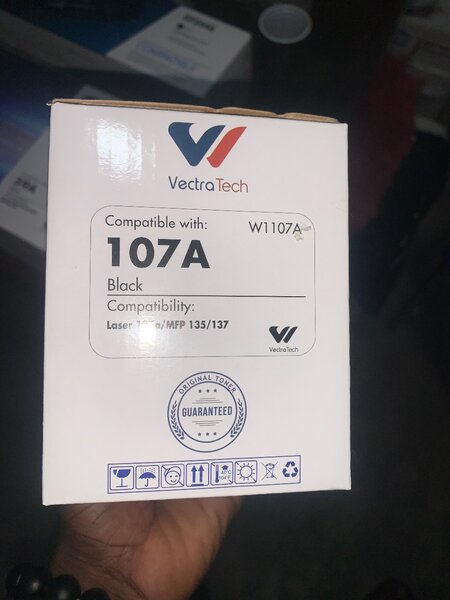 VectraTech
Compatible with:
W1107A
107A
Black
Compatibility:
Laser /MFP 135/137
VectraTech
ORIGINAL TONER
GUARANTEED